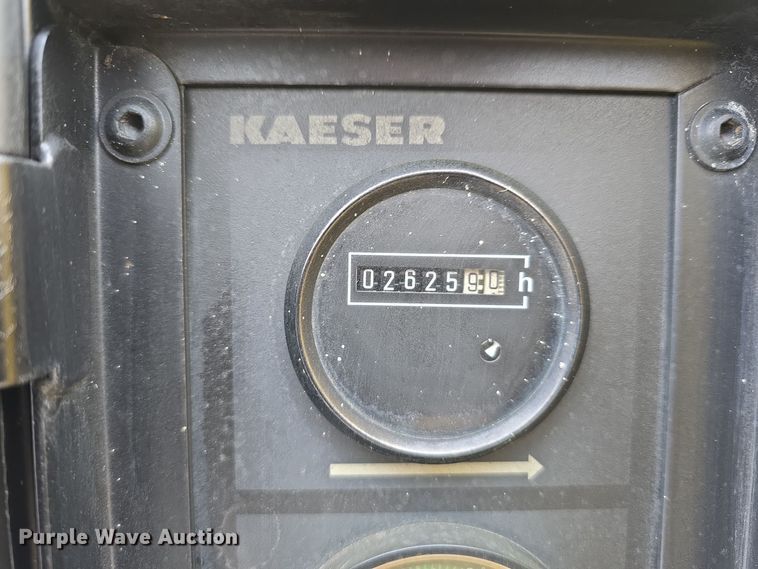 KAESER
0262590 h
Purple Wave Auction